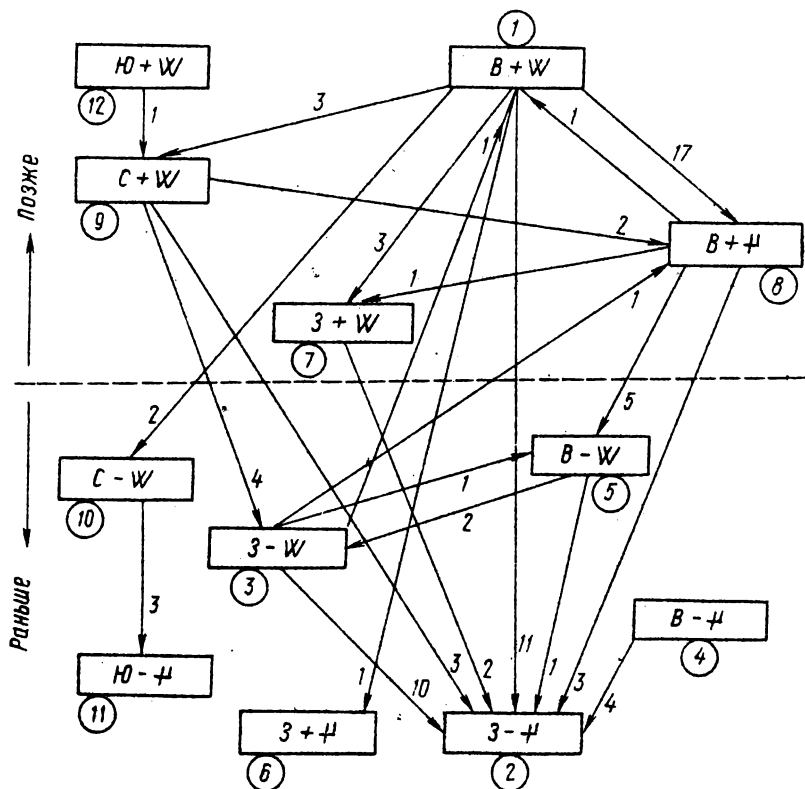 1
Ю + W
В + W
12
1
3
1
1
17
С + W
9
2
В + Н
8
3
1
1
З + W
7
Позже
2
5
В – W
5
С – W
10
4
1
2
З – W
3
Раньше
3
В – Н
4
Ю – Н
11
10
1
3
2
11
1
3
4
З + Н
6
З – Н
2